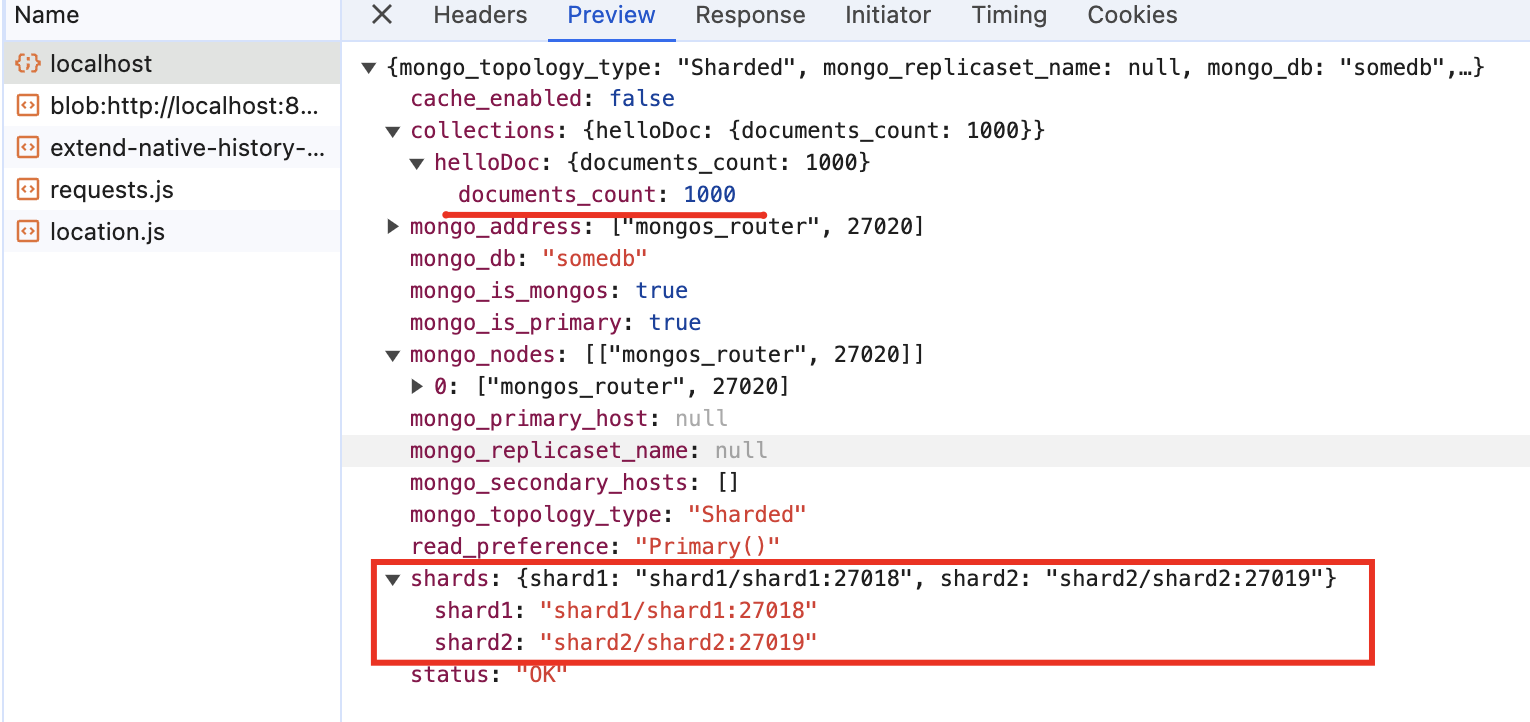 Name
localhost
blob:http://localhost:8...
extend-native-history-...
requests.js
location.js
Headers Preview Response Initiator Timing Cookies
{mongo_topology_type: "Sharded", mongo_replicaset_name: null, mongo_db: "somedb",…}
cache_enabled: false
collections: {helloDoc: {documents_count: 1000}}
helloDoc: {documents_count: 1000}
documents_count: 1000
mongo_address: ["mongos_router", 27020]
mongo_db: "somedb"
mongo_is_mongos: true
mongo_is_primary: true
mongo_nodes: [["mongos_router", 27020]]
0: ["mongos_router", 27020]
mongo_primary_host: null
mongo_replicaset_name: null
mongo_secondary_hosts: []
mongo_topology_type: "Sharded"
read_preference: "Primary()"
shards: {shard1: "shard1/shard1:27018", shard2: "shard2/shard2:27019"}
shard1: "shard1/shard1:27018"
shard2: "shard2/shard2:27019"
status: "OK"